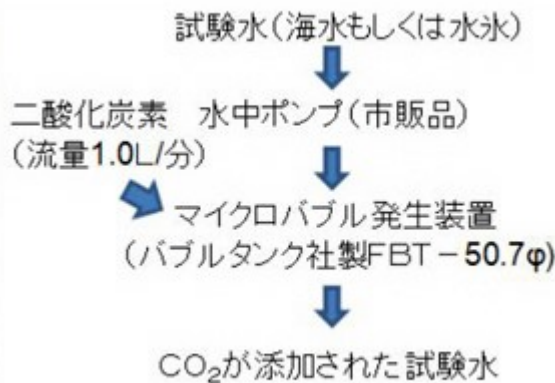 試験水(海水もしくは水氷)
二酸化炭素　水中ポンプ(市販品)
(流量1.0L/分)
マイクロバブル発生装置
(バブルタンク社製FBT－50.7φ)
CO₂が添加された試験水